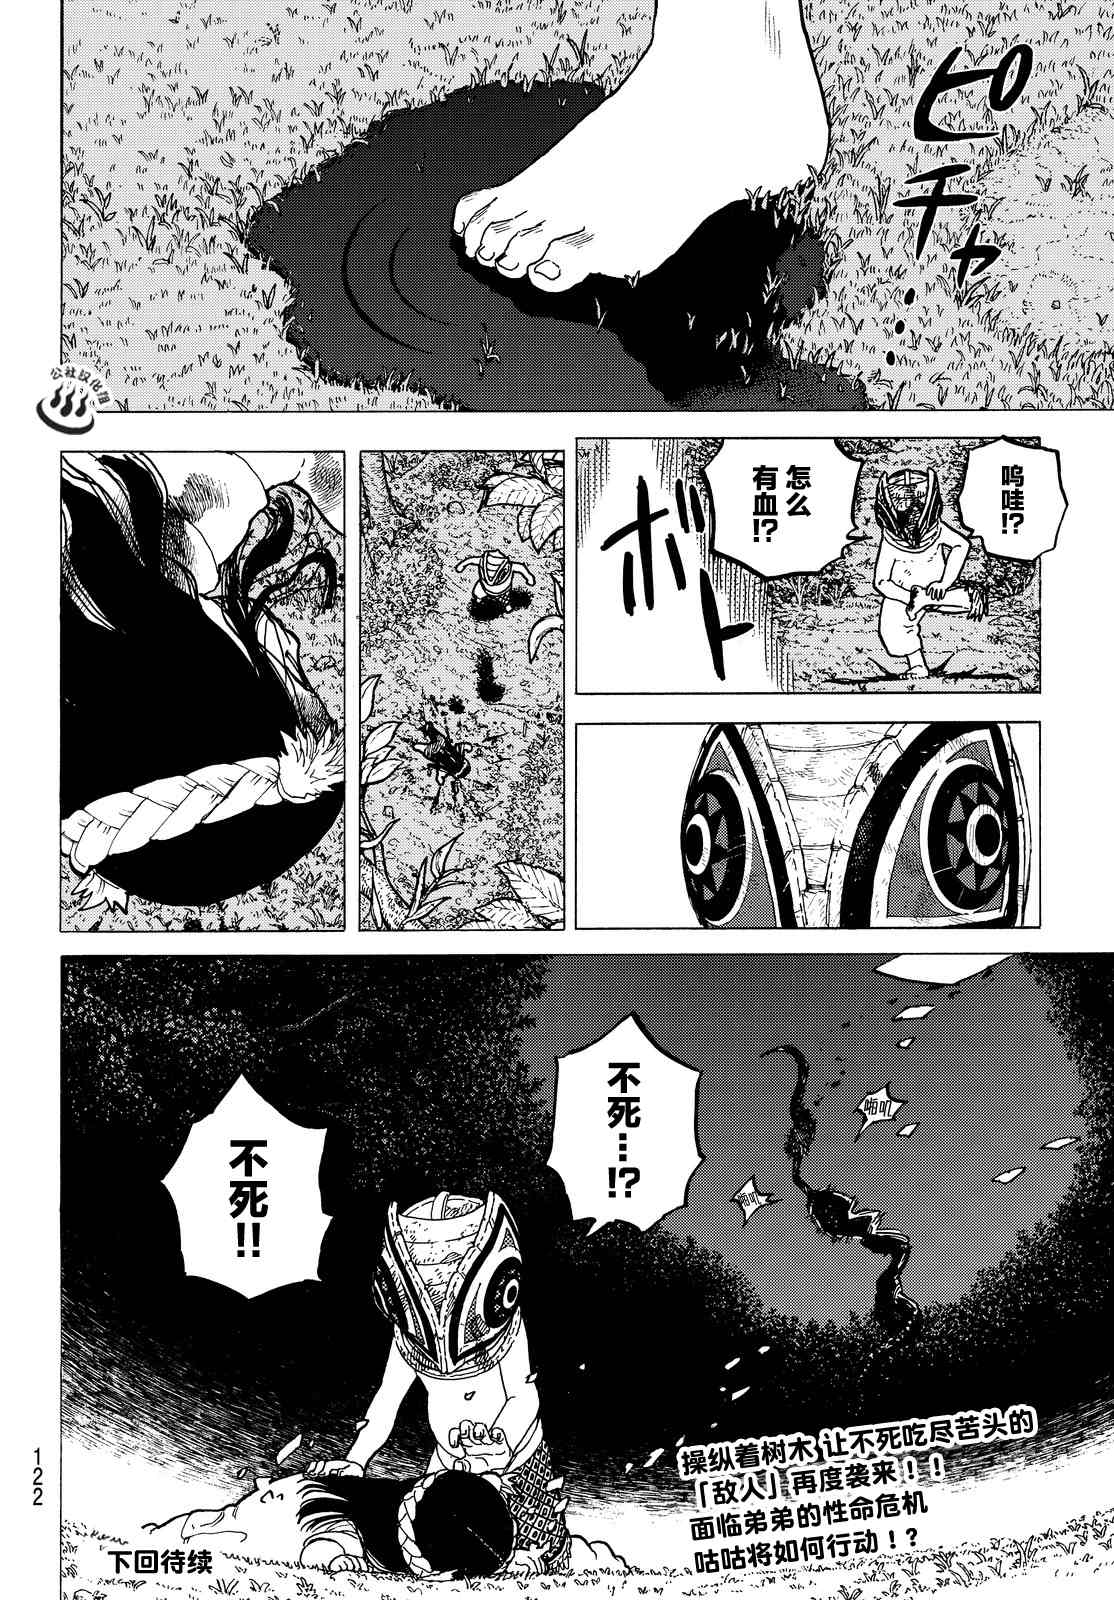 ピチャ…
公社汉化组
呜哇!?
怎么
有血!?
ボト
不死…!?
不死!!
啪叽
啪叽
操纵着树木 让不死吃尽苦头的
「敌人」再度袭来！！
面临弟弟的性命危机
咕咕将如何行动！？
下回待续
122